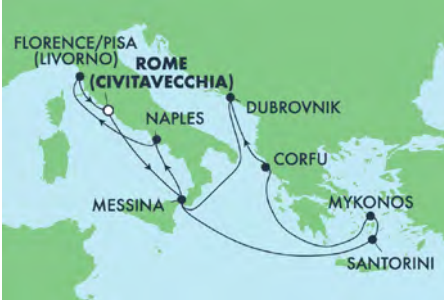 FLORENCE/PISA
(LIVORNO)
ROME
(CIVITAVECCHIA)
NAPLES
DUBROVNIK
CORFU
MESSINA
MYKONOS
SANTORINI